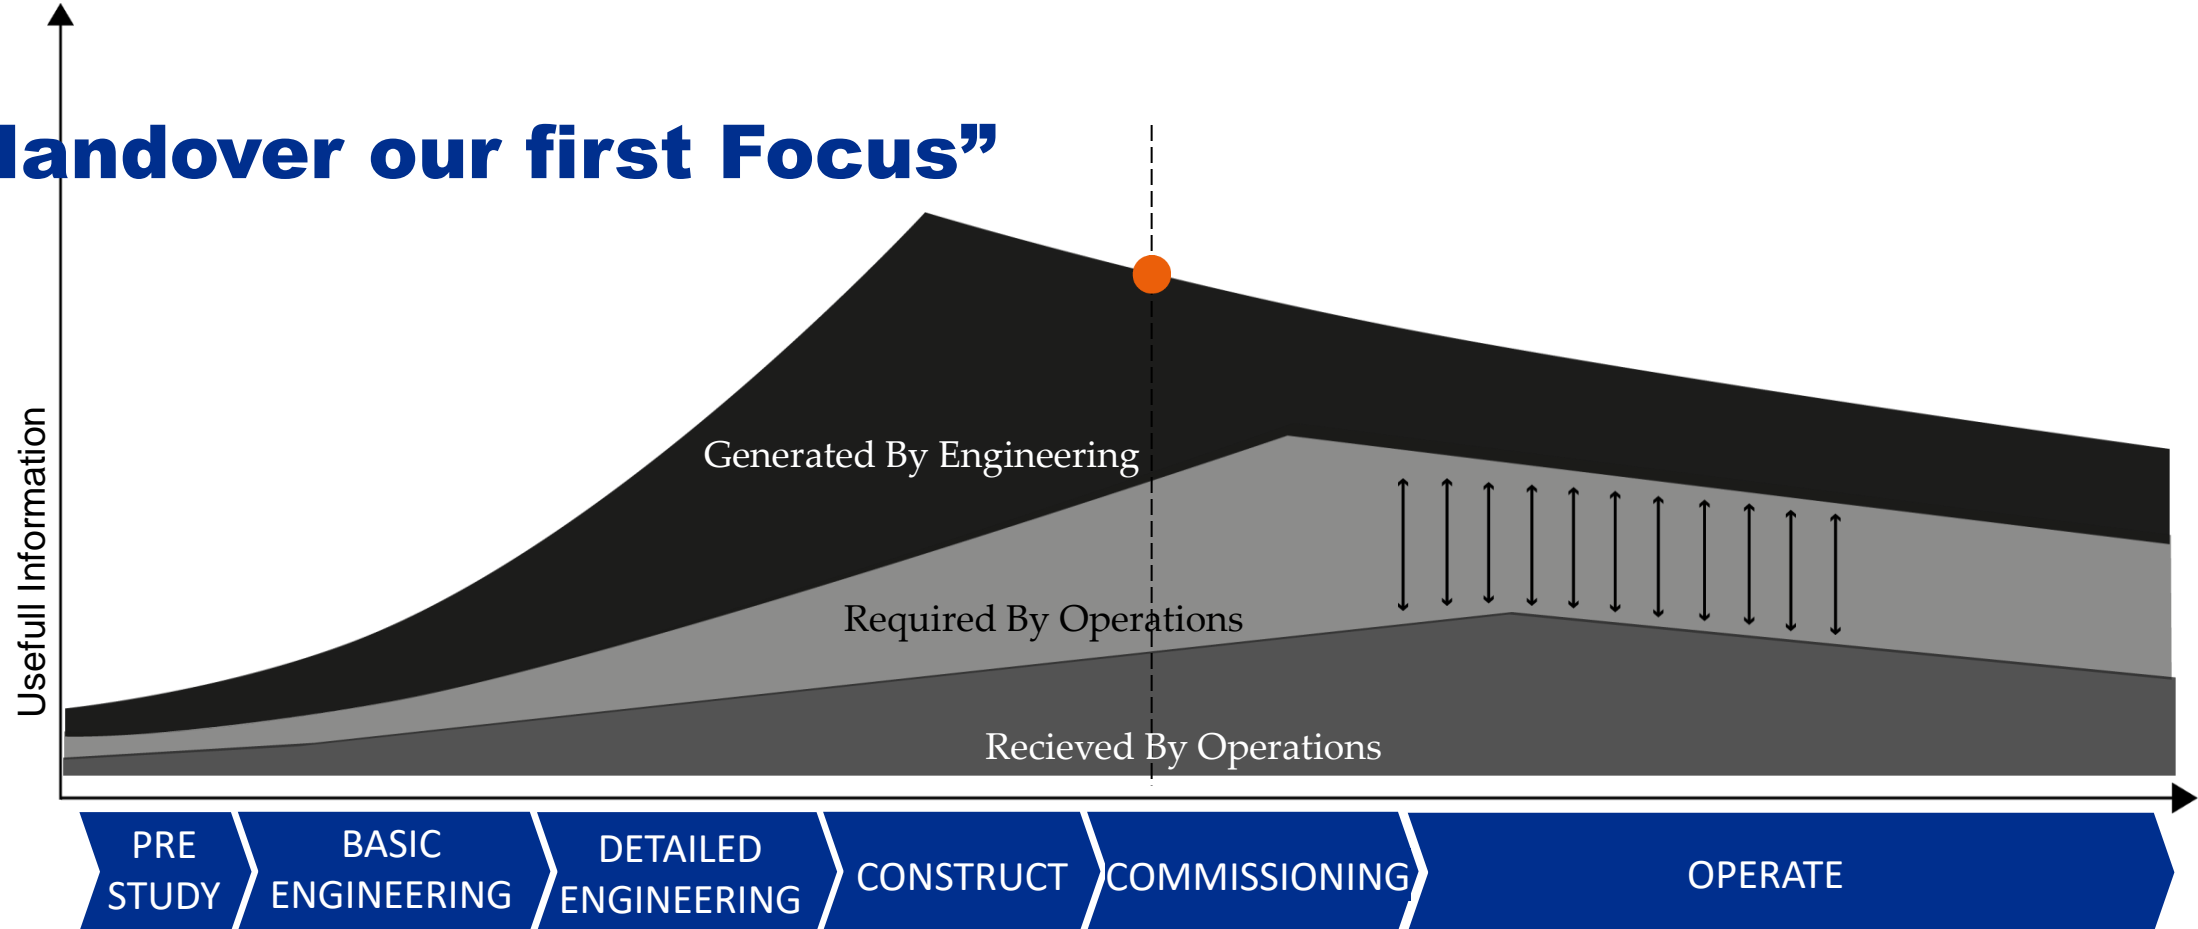 andover our first Focus”
Usefull Information
Generated By Engineering
Required By Operations
Recieved By Operations
PRE
STUDY
BASIC
ENGINEERING
DETAILED
ENGINEERING
CONSTRUCT
COMMISSIONING
OPERATE